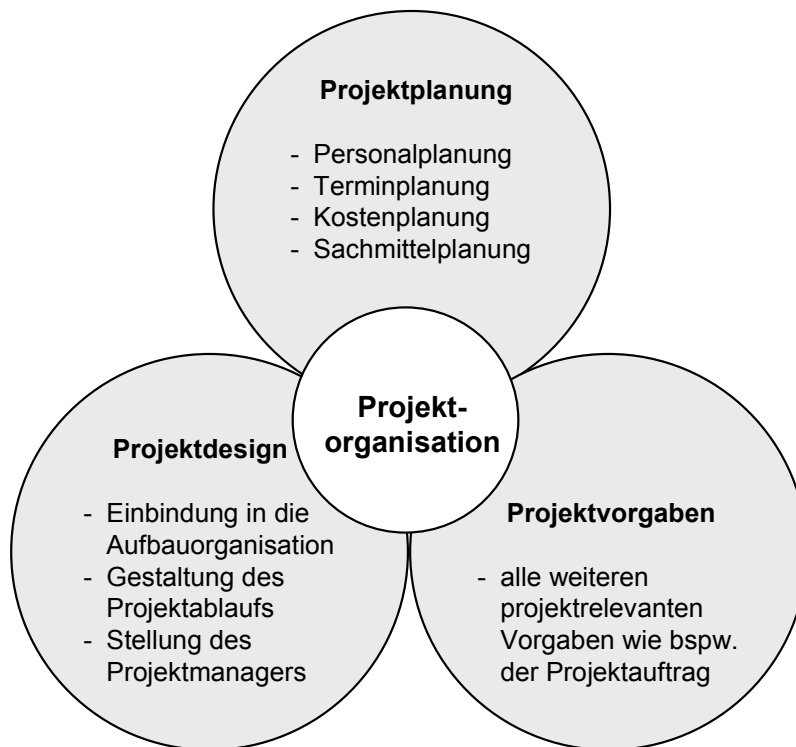 Projektplanung
- Personalplanung
- Terminplanung
- Kostenplanung
- Sachmittelplanung
Projekt-
organisation
Projektdesign
- Einbindung in die
Aufbauorganisation
- Gestaltung des
Projektablaufs
- Stellung des
Projektmanagers
Projektvorgaben
- alle weiteren
projektrelevanten
Vorgaben wie bspw.
der Projektauftrag